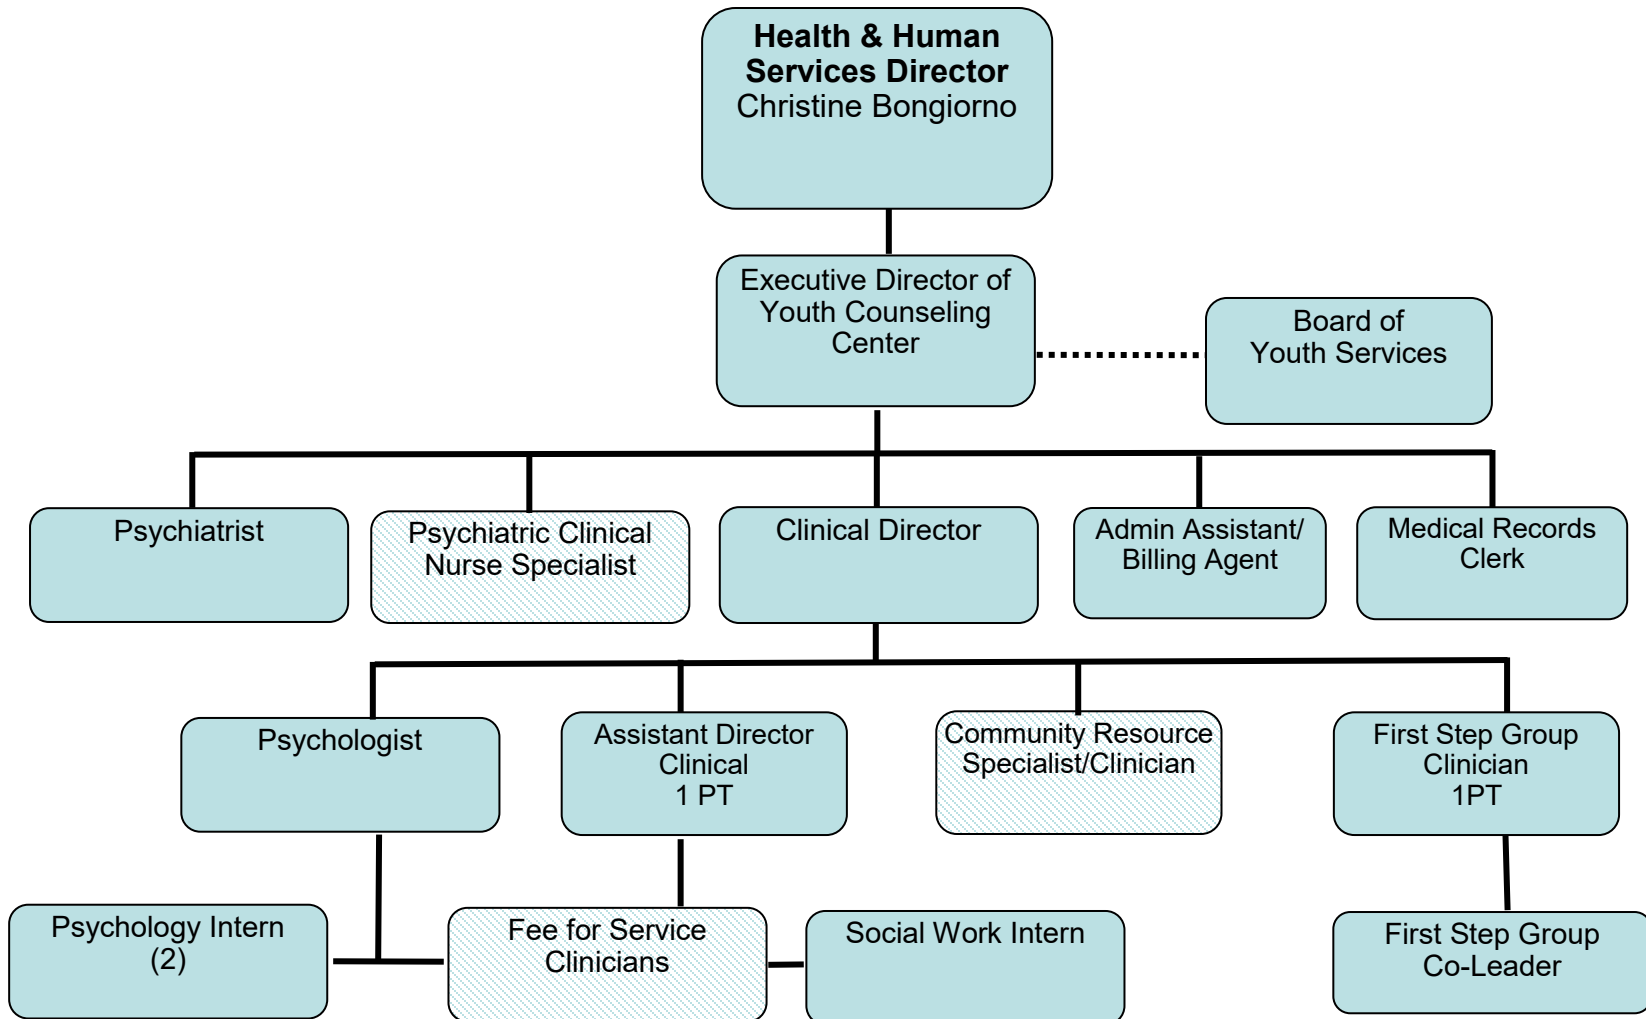 Health & Human
Services Director
Christine Bongiorno
Executive Director of
Youth Counseling
Center
Board of
Youth Services
Psychiatrist
Psychiatric Clinical
Nurse Specialist
Clinical Director
Admin Assistant/
Billing Agent
Medical Records
Clerk
Psychologist
Assistant Director
Clinical
1 PT
Community Resource
Specialist/Clinician
First Step Group
Clinician
1PT
Psychology Intern
(2)
Fee for Service
Clinicians
Social Work Intern
First Step Group
Co-Leader